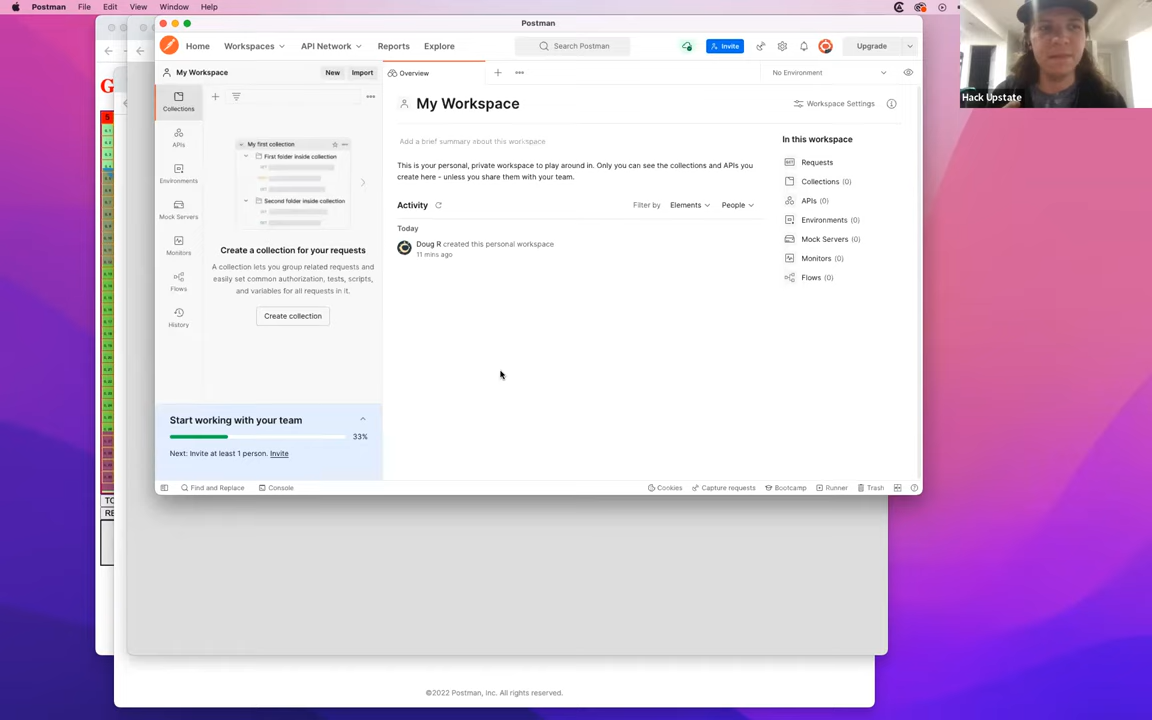 Postman File Edit View Window Help
Postman
Home Workspaces API Network Reports Explore Search Postman Invite Upgrade
Hack Upstate
My Workspace New Import Overview No Environment
Collections
APIs
Environments
Mock Servers
Monitors
Flows
History
My first collection
First folder inside collection
Second folder inside collection
Create a collection for your requests
A collection lets you group related requests and
easily set common authorization, tests, scripts,
and variables for all requests in it.
Create collection
Start working with your team
33%
Next: Invite at least 1 person. Invite
My Workspace
Workspace Settings
Add a brief summary about this workspace
This is your personal, private workspace to play around in. Only you can see the collections and APIs you
create here - unless you share them with your team.
Activity Filter by Elements People
Today
Doug R created this personal workspace
11 mins ago
In this workspace
Requests
Collections (0)
APIs (0)
Environments (0)
Mock Servers (0)
Monitors (0)
Flows (0)
Find and Replace Console Cookies Capture requests Bootcamp Runner Trash
©2022 Postman, Inc. All rights reserved.